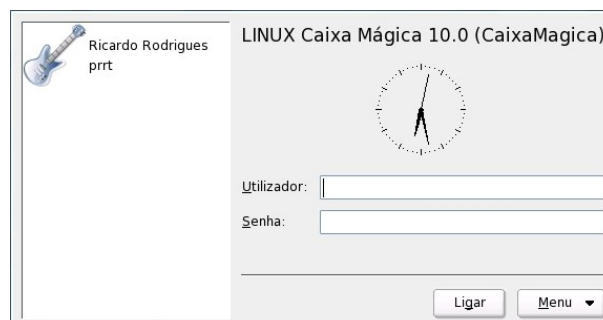 Ricardo Rodrigues
prrt
LINUX Caixa Mágica 10.0 (CaixaMagica)
Utilizador:
Senha:
Ligar
Menu